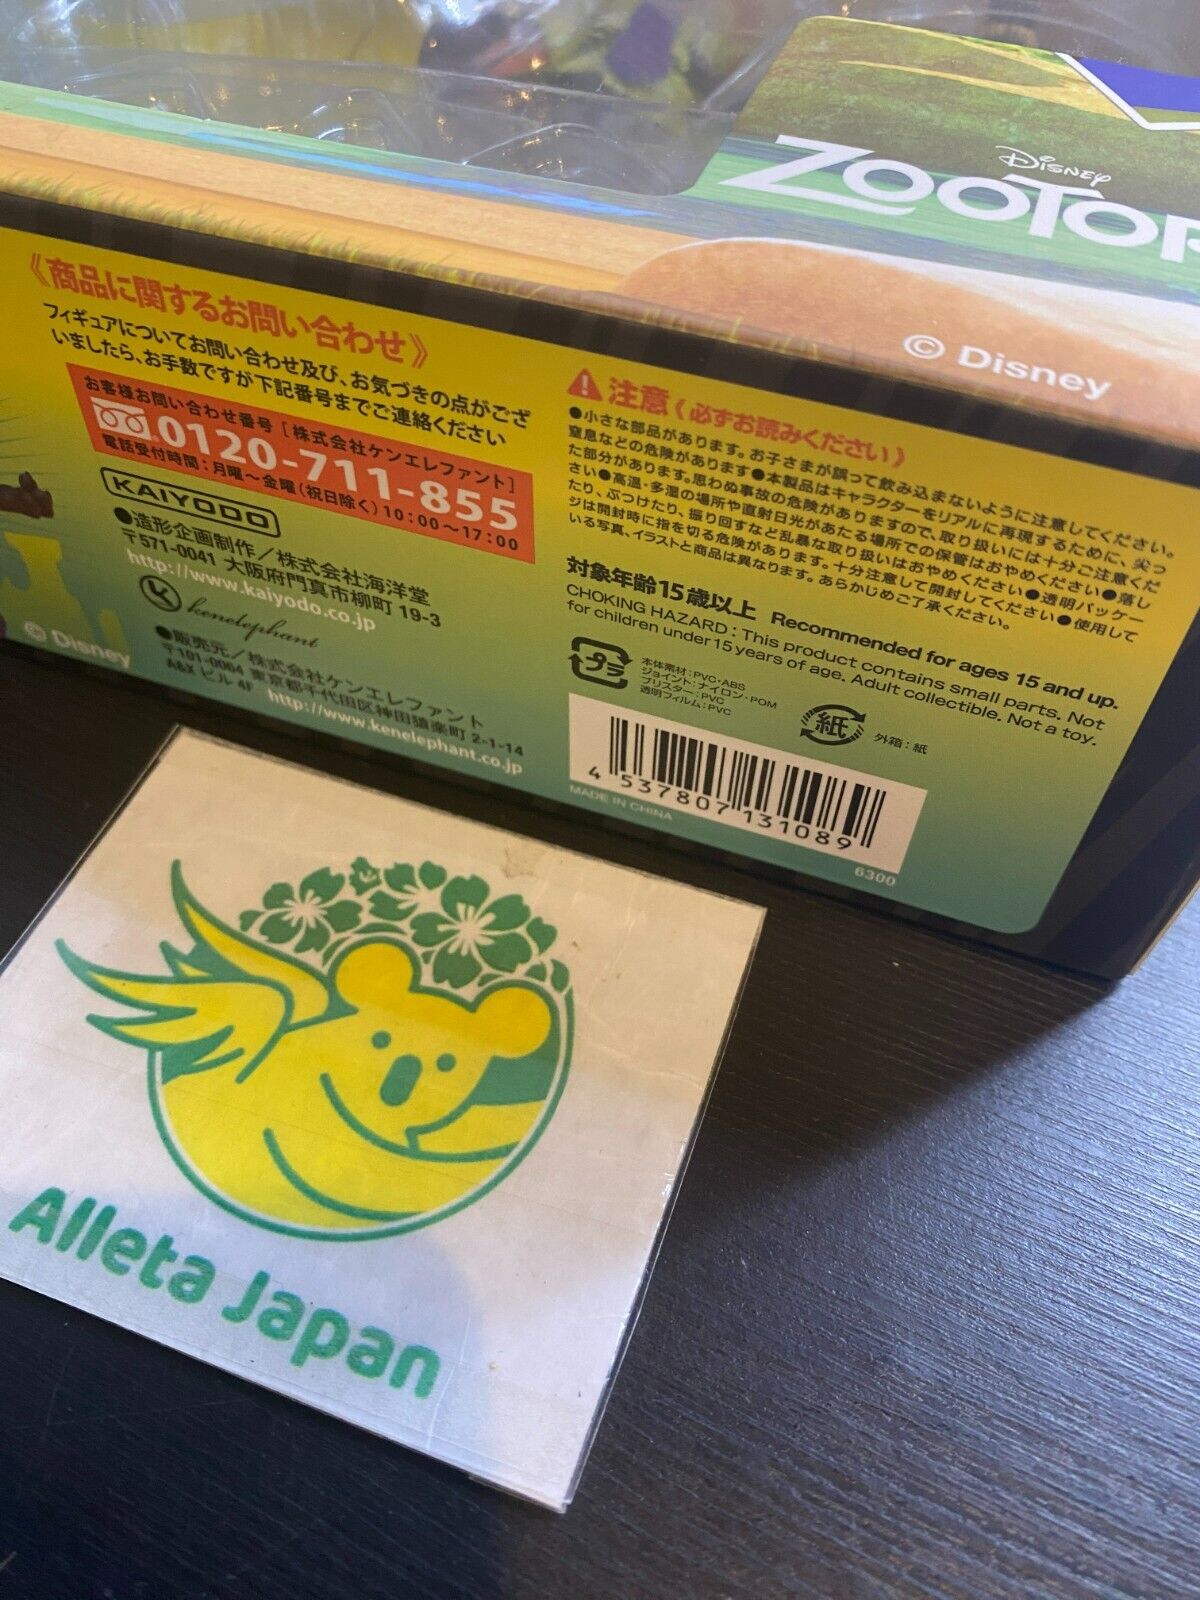 Disney
ZOOTOP
© Disney
《商品に関するお問い合わせ》
フィギュアについてお問い合わせ及び、お気づきの点がござ
いましたら、お手数ですが下記番号までご連絡ください
お客様お問い合わせ番号［株式会社ケンエレファント］
0120-711-855
電話受付時間：月曜～金曜(祝日除く)10:00～17:00
KAIYODO
●造形企画制作／株式会社海洋堂
〒571-0041 大阪府門真市柳町 19-3
http://www.kaiyodo.co.jp
kenelephant
●販売元／株式会社ケンエレファント
〒101-0064 東京都千代田区神田猿楽町 2-1-14
A&X ビル 4F
http://www.kenelephant.co.jp
© Disney
注意(必ずお読みください)
●小さな部品があります。お子さまが誤って飲み込まないように注意してください。
窒息などの危険があります●本製品はキャラクターをリアルに再現するために、尖っ
た部分があります。思わぬ事故の危険がありますので、取り扱いには十分ご注意くだ
さい●高温・多湿の場所や直射日光があたる場所での保管はおやめください●落し
たり、ぶつけたり、振り回すなど乱暴な取り扱いはおやめください●透明パッケー
ジは開封時に指を切る危険があります。十分注意して開封してください●使用して
いる写真、イラストと商品は異なります。あらかじめご了承ください。
対象年齢15歳以上 Recommended for ages 15 and up.
CHOKING HAZARD : This product contains small parts. Not
for children under 15 years of age. Adult collectible. Not a toy.
プラ
本体素材：PVC・ABS
ジョイント：ナイロン・POM
ブリスター：PVC
透明フィルム：PVC
紙
外箱：紙
4 537807 131089
MADE IN CHINA
6300
Alleta Japan